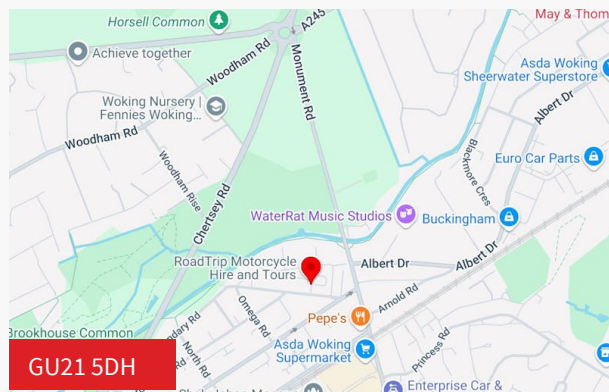 May & Thom
Horsell Common
A245
Achieve together
Woodham Rd
Monument Rd
Asda Woking
Sheerwater Superstore
Albert Dr
Woking Nursery |
Fennies Woking...
Woodham Rd
Blackmore Cres
Euro Car Parts
Woodham Rise
Chertsey Rd
WaterRat Music Studios
Buckingham
RoadTrip Motorcycle
Hire and Tours
Albert Dr
Albert Dr
Omega Rd
Arnold Rd
Pepe's
Brookhouse Common
North Rd
Asda Woking
Supermarket
Princess Rd
GU21 5DH
Enterprise Car &